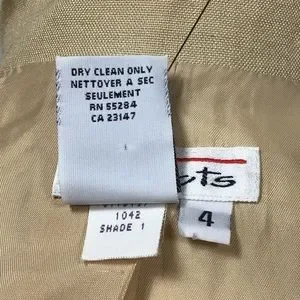 DRY CLEAN ONLY
NETTOYER A SEC
SEULEMENT
RN 55284
CA 23147
4
1042
SHADE 1